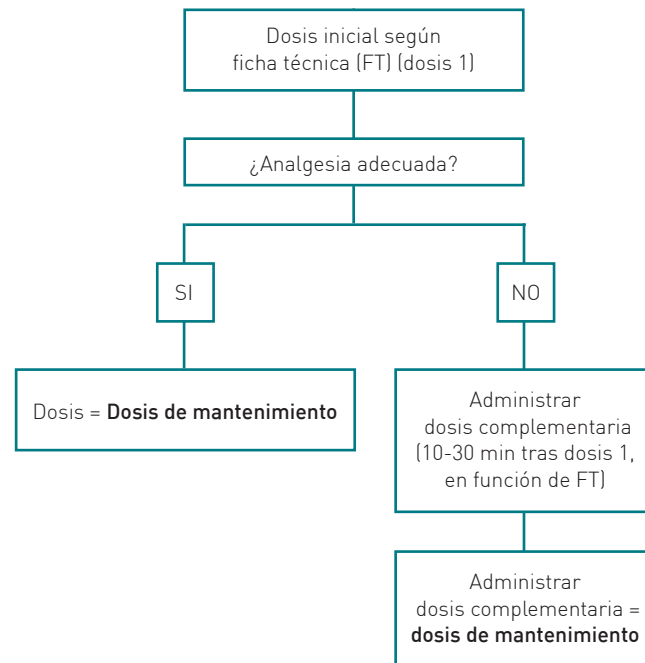 Dosis inicial según
ficha técnica (FT) (dosis 1)
¿Analgesia adecuada?
SI
NO
Dosis = Dosis de mantenimiento
Administrar
dosis complementaria
(10-30 min tras dosis 1,
en función de FT)
Administrar
dosis complementaria =
dosis de mantenimiento